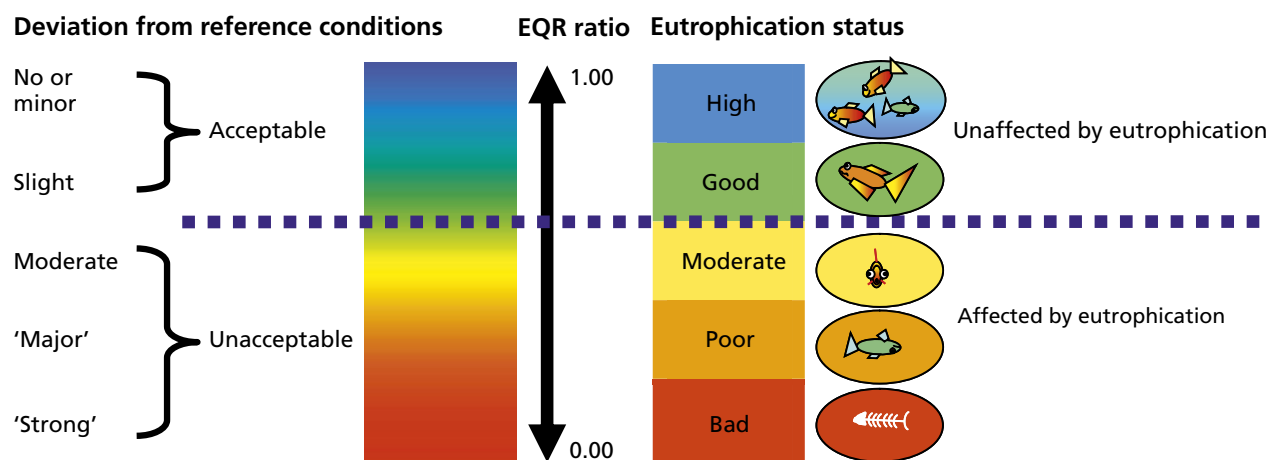 Deviation from reference conditions
EQR ratio
Eutrophication status
No or
minor
Acceptable
1.00
High
Unaffected by eutrophication
Slight
Good
Moderate
Moderate
'Major'
Unacceptable
Poor
Affected by eutrophication
'Strong'
0.00
Bad